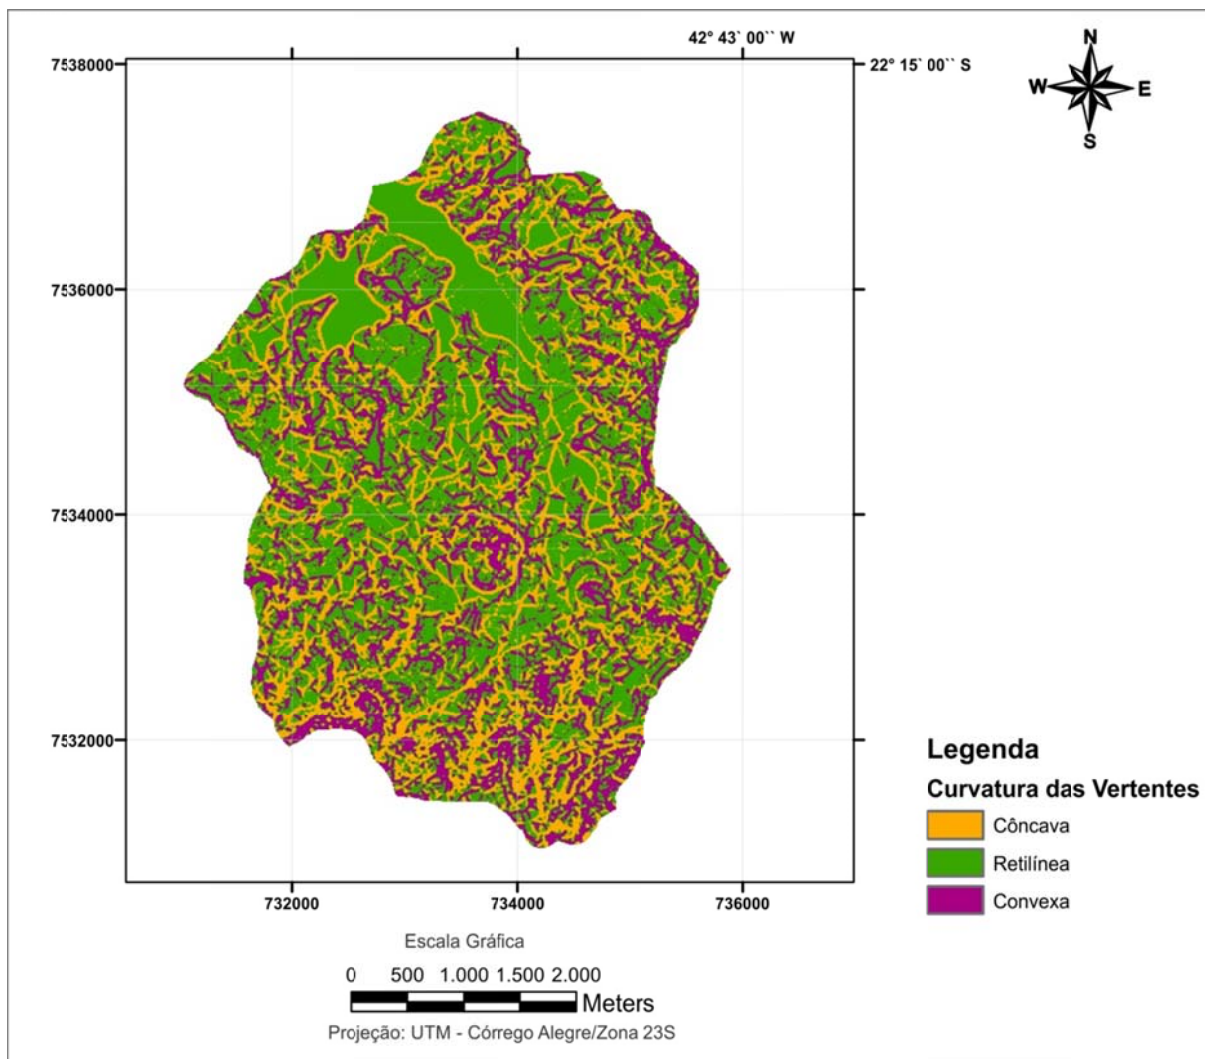 42° 43` 00`` W
7538000
22° 15` 00`` S
N
W
E
S
7536000
7534000
7532000
732000
734000
736000
Legenda
Curvatura das Vertentes
Côncava
Retilínea
Convexa
Escala Gráfica
0 500 1.000 1.500 2.000
Meters
Projeção: UTM - Córrego Alegre/Zona 23S